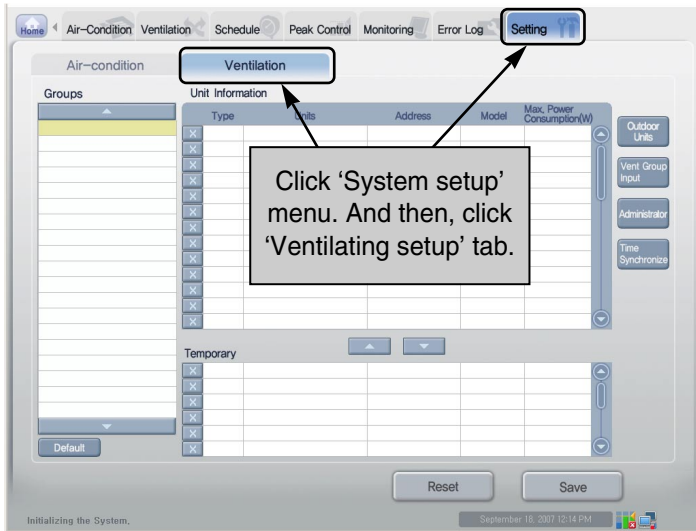 Home Air-Condition Ventilation Schedule Peak Control Monitoring Error Log Setting
Air-condition Ventilation
Groups
Unit Information
Type Units Address Model Max. Power Consumption(W)
X
X
X
X
X
X
X
X
X
X
X
X
Click ‘System setup’
menu. And then, click
‘Ventilating setup’ tab.
Outdoor
Units
Vent Group
Input
Administrator
Time
Synchronize
Temporary
X
X
X
X
X
X
Default
Reset Save
Initializing the System.
September 18, 2007 12:14 PM